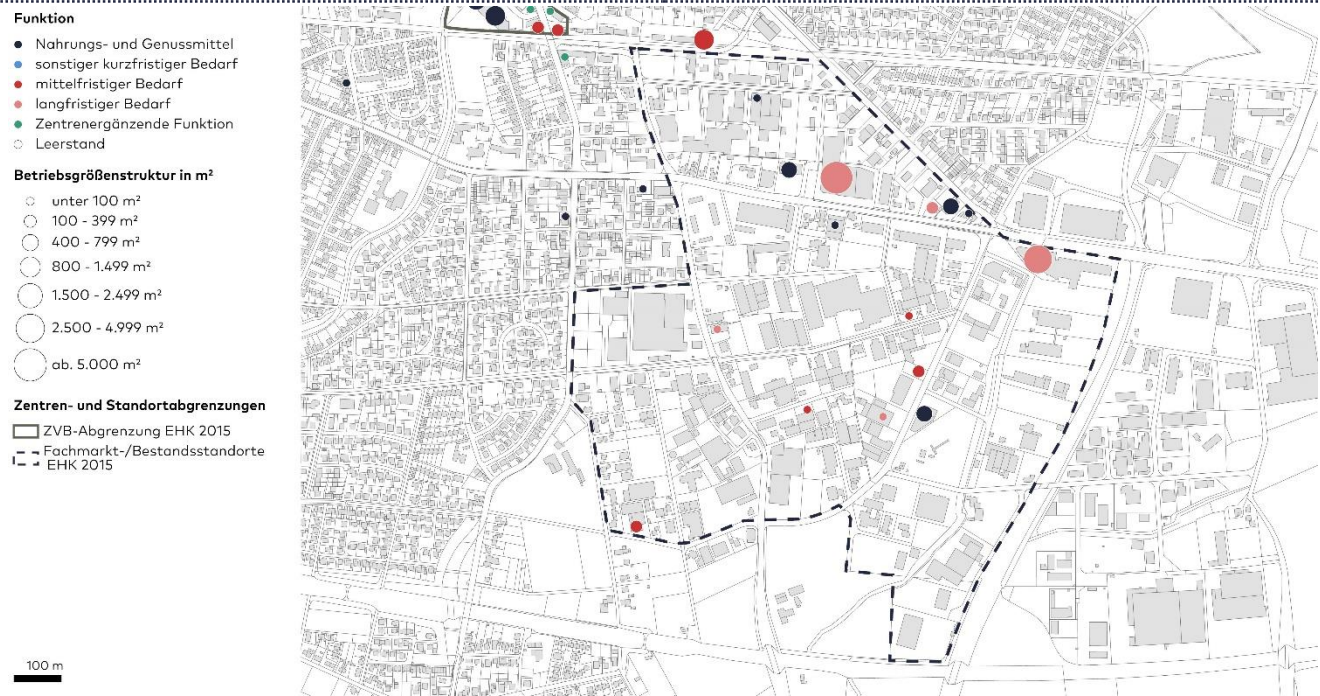 Funktion
Nahrungs- und Genussmittel
sonstiger kurzfristiger Bedarf
mittelfristiger Bedarf
langfristiger Bedarf
Zentrenergänzende Funktion
Leerstand
Betriebsgrößenstruktur in m²
unter 100 m²
100 - 399 m²
400 - 799 m²
800 - 1.499 m²
1.500 - 2.499 m²
2.500 - 4.999 m²
ab. 5.000 m²
Zentren- und Standortabgrenzungen
ZVB-Abgrenzung EHK 2015
Fachmarkt-/Bestandsstandorte
EHK 2015
100 m